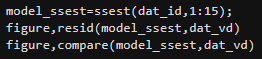 model_ssest=ssest(dat_id,1:15);
figure,resid(model_ssest,dat_vd)
figure,compare(model_ssest,dat_vd)